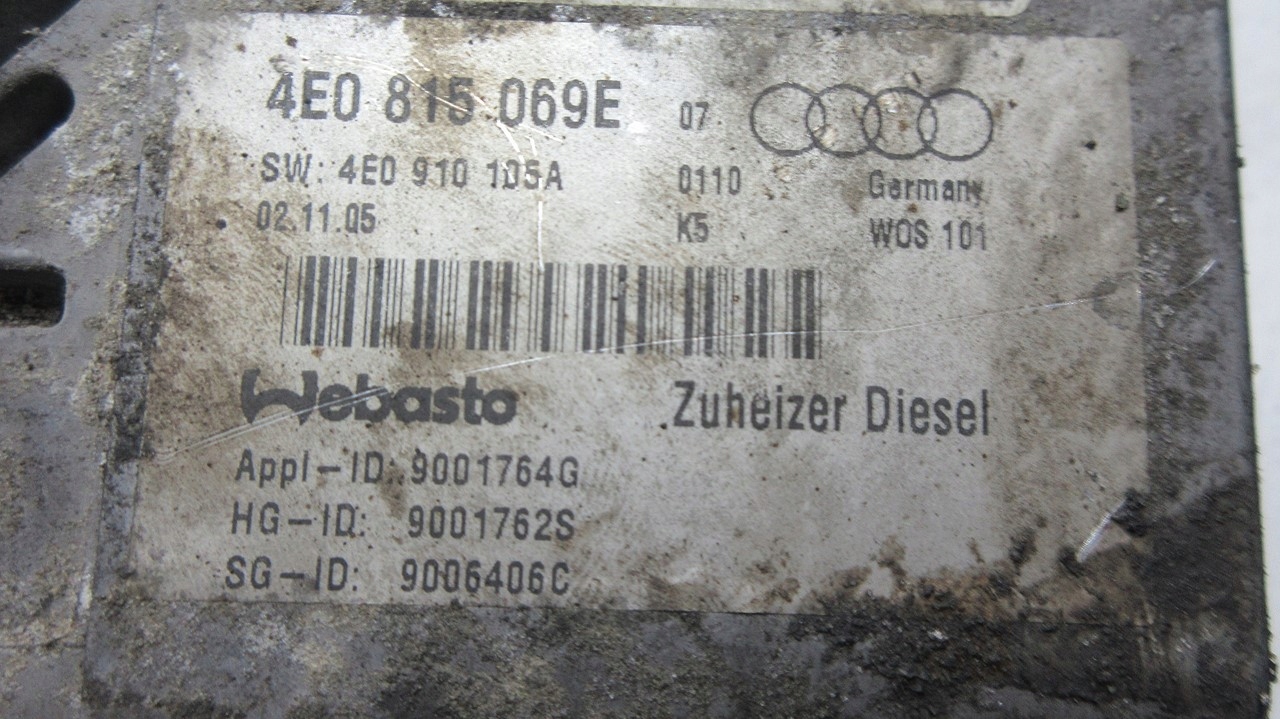 4E0 815 069E 07
SW: 4E0 910 105A 0110 Germany
02.11.05 K5 WOS 101
Webasto Zuheizer Diesel
Appl-ID: 9001764G
HG-ID: 9001762S
SG-ID: 9006406C